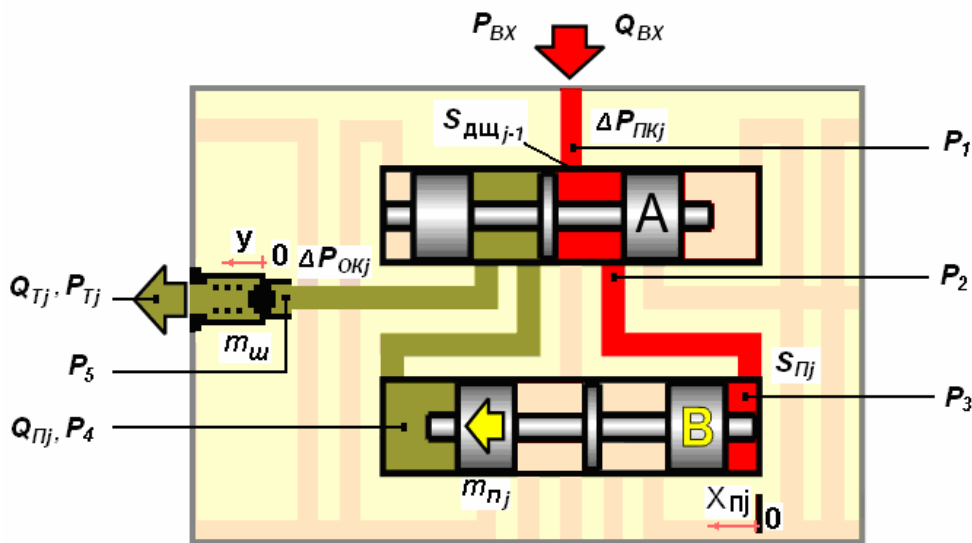 P_ВХ Q_ВХ
S_дщ j-1 ΔP_ПКj P_1
A
y 0 ΔP_ОКj
P_2
Q_Tj , P_Tj
m_ш
P_5
S_Пj
P_3
Q_Пj, P_4
B
m_Пj
X_Пj 0